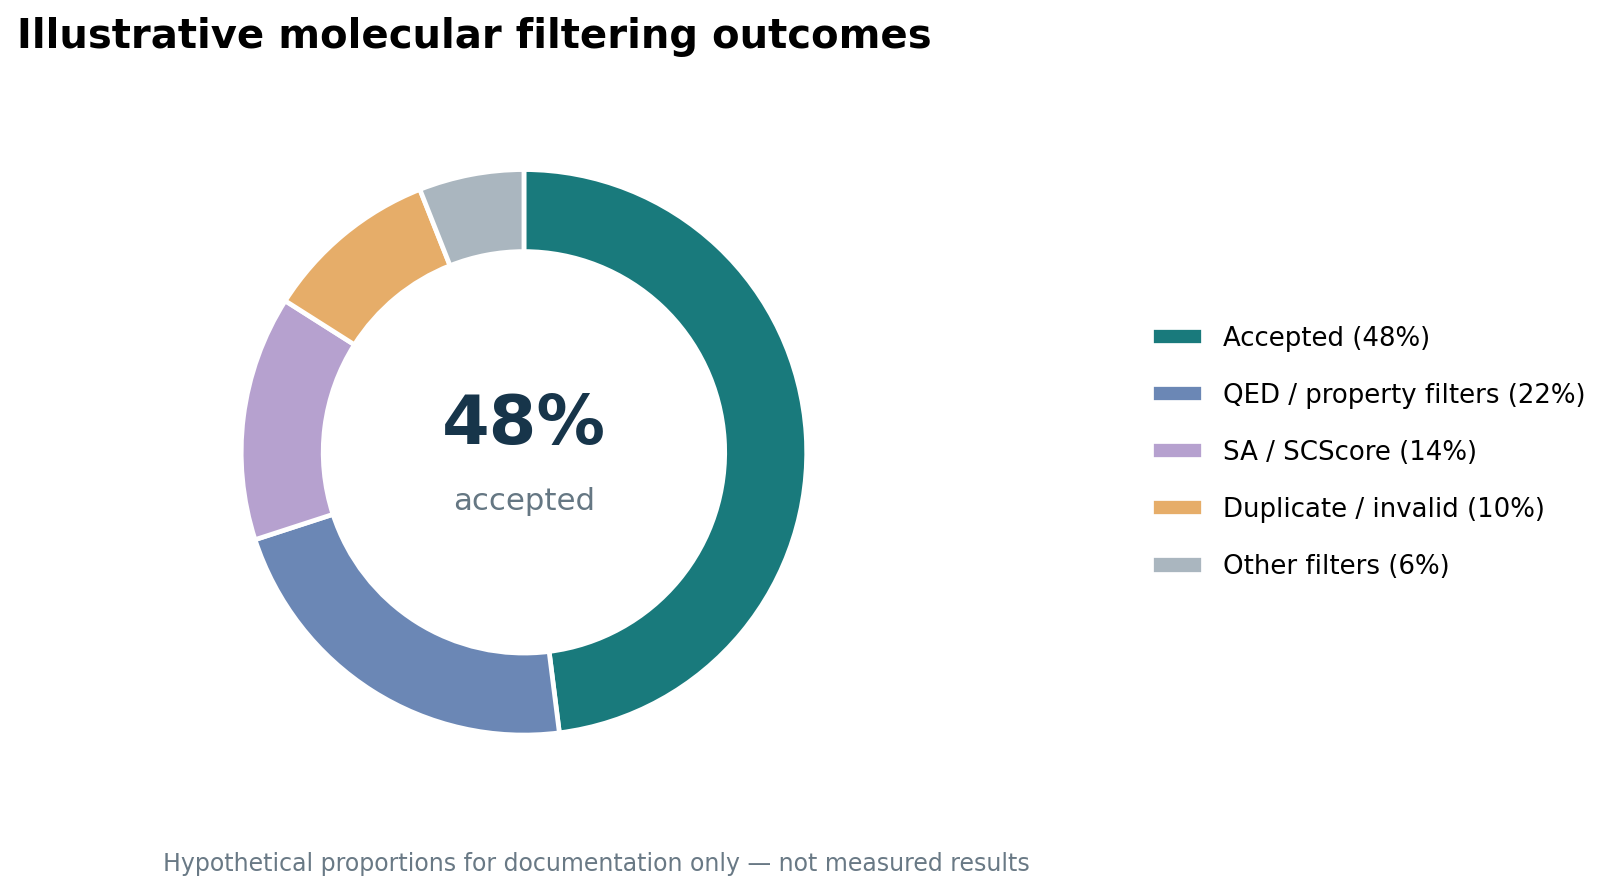 Illustrative molecular filtering outcomes
48%
accepted
Accepted (48%)
QED / property filters (22%)
SA / SCScore (14%)
Duplicate / invalid (10%)
Other filters (6%)
Hypothetical proportions for documentation only — not measured results